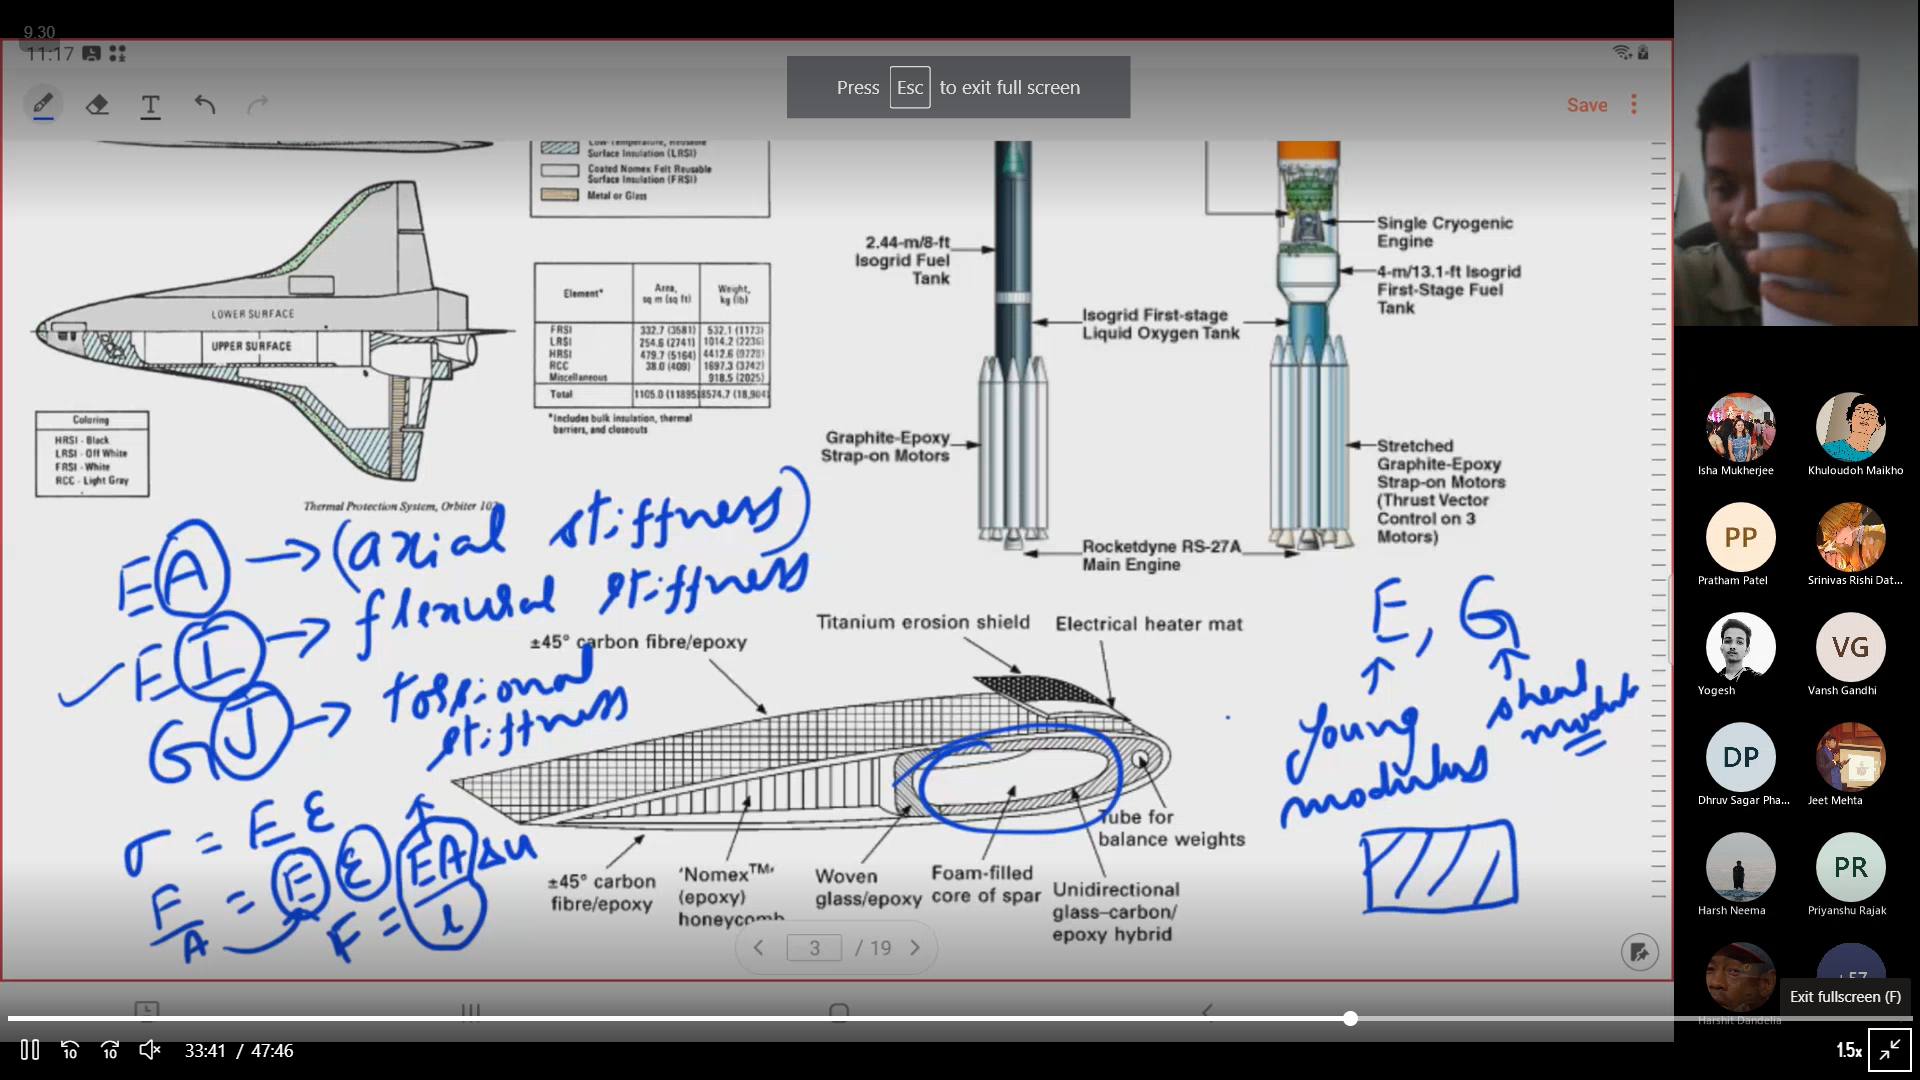 9.30
11:17
Press Esc to exit full screen
T
Save
Low-Temperature, Reusable
Surface Insulation (LRSI)
Coated Nomex Felt Reusable
Surface Insulation (FRSI)
Metal or Glass
LOWER SURFACE
UPPER SURFACE
Element* Area, sq m (sq ft) Weight, kg (lb)
FRSI 332.7 (3581) 532.1 (1173)
LRSI 254.6 (2741) 1014.2 (2236)
HRSI 479.7 (5164) 4412.6 (9728)
RCC 38.0 (409) 1697.3 (3742)
Miscellaneous 918.5 (2025)
Total 1105.0 (11895) 8574.7 (18,904)
*Includes bulk insulation, thermal
barriers, and closeouts
Coloring
HRSI - Black
LRSI - Off White
FRSI - White
RCC - Light Gray
Thermal Protection System, Orbiter 102
2.44-m/8-ft
Isogrid Fuel
Tank
Isogrid First-stage
Liquid Oxygen Tank
Graphite-Epoxy
Strap-on Motors
Rocketdyne RS-27A
Main Engine
Single Cryogenic
Engine
4-m/13.1-ft Isogrid
First-Stage Fuel
Tank
Stretched
Graphite-Epoxy
Strap-on Motors
(Thrust Vector
Control on 3
Motors)
EA → (axial stiffness)
EI → flexural stiffness
GJ → torsional
stiffness
σ = E ε
F/A = E ε
F = EA/l Δu
±45° carbon fibre/epoxy
Titanium erosion shield
Electrical heater mat
Tube for
balance weights
±45° carbon
fibre/epoxy
'Nomex™'
(epoxy)
honeycomb
Woven
glass/epoxy
Foam-filled
core of spar
Unidirectional
glass–carbon/
epoxy hybrid
E, G
Young
modulus
shear
modulus
3 / 19
Isha Mukherjee
Khuloudoh Maikho
PP
Pratham Patel
Srinivas Rishi Dat...
Yogesh
VG
Vansh Gandhi
DP
Dhruv Sagar Pha...
Jeet Mehta
Harsh Neema
PR
Priyanshu Rajak
Harshit Dandelia
+57
Exit fullscreen (F)
10
10
33:41 / 47:46
1.5x